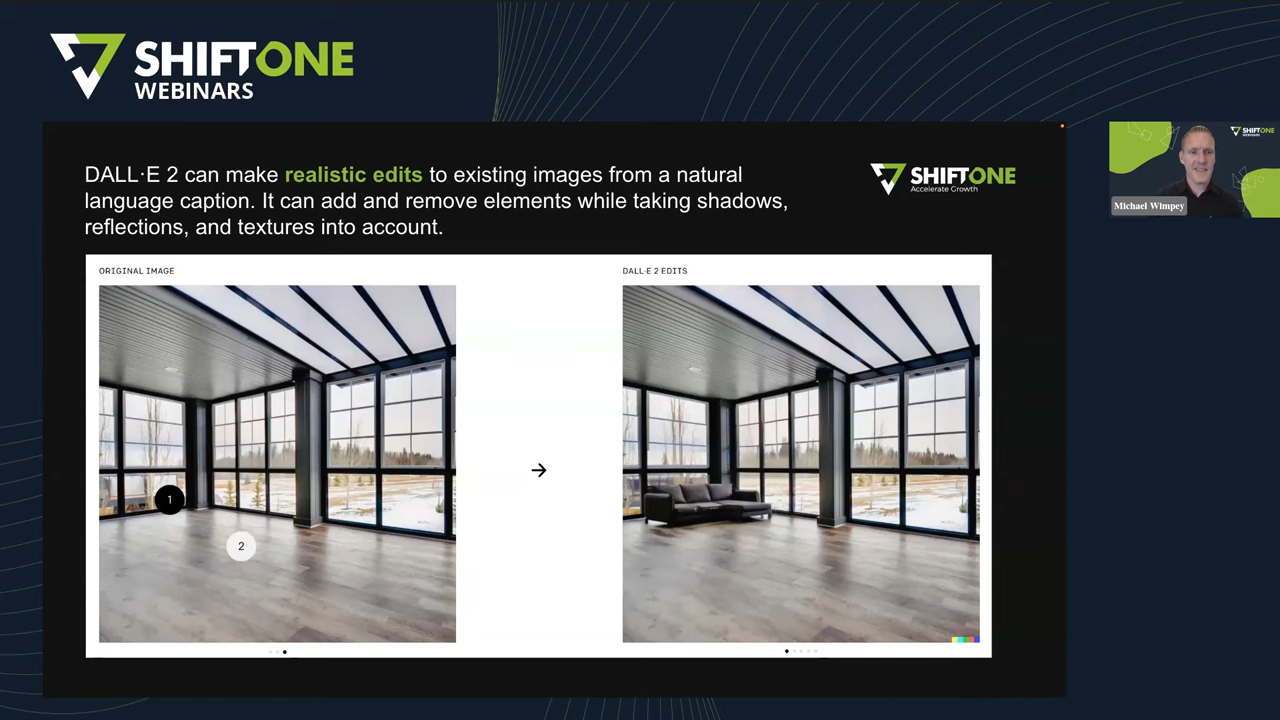 SHIFTONE
WEBINARS
DALL·E 2 can make realistic edits to existing images from a natural
language caption. It can add and remove elements while taking shadows,
reflections, and textures into account.
SHIFTONE
Accelerate Growth
ORIGINAL IMAGE
DALL·E 2 EDITS
1
2
SHIFTONE
WEBINARS
Michael Wimpey